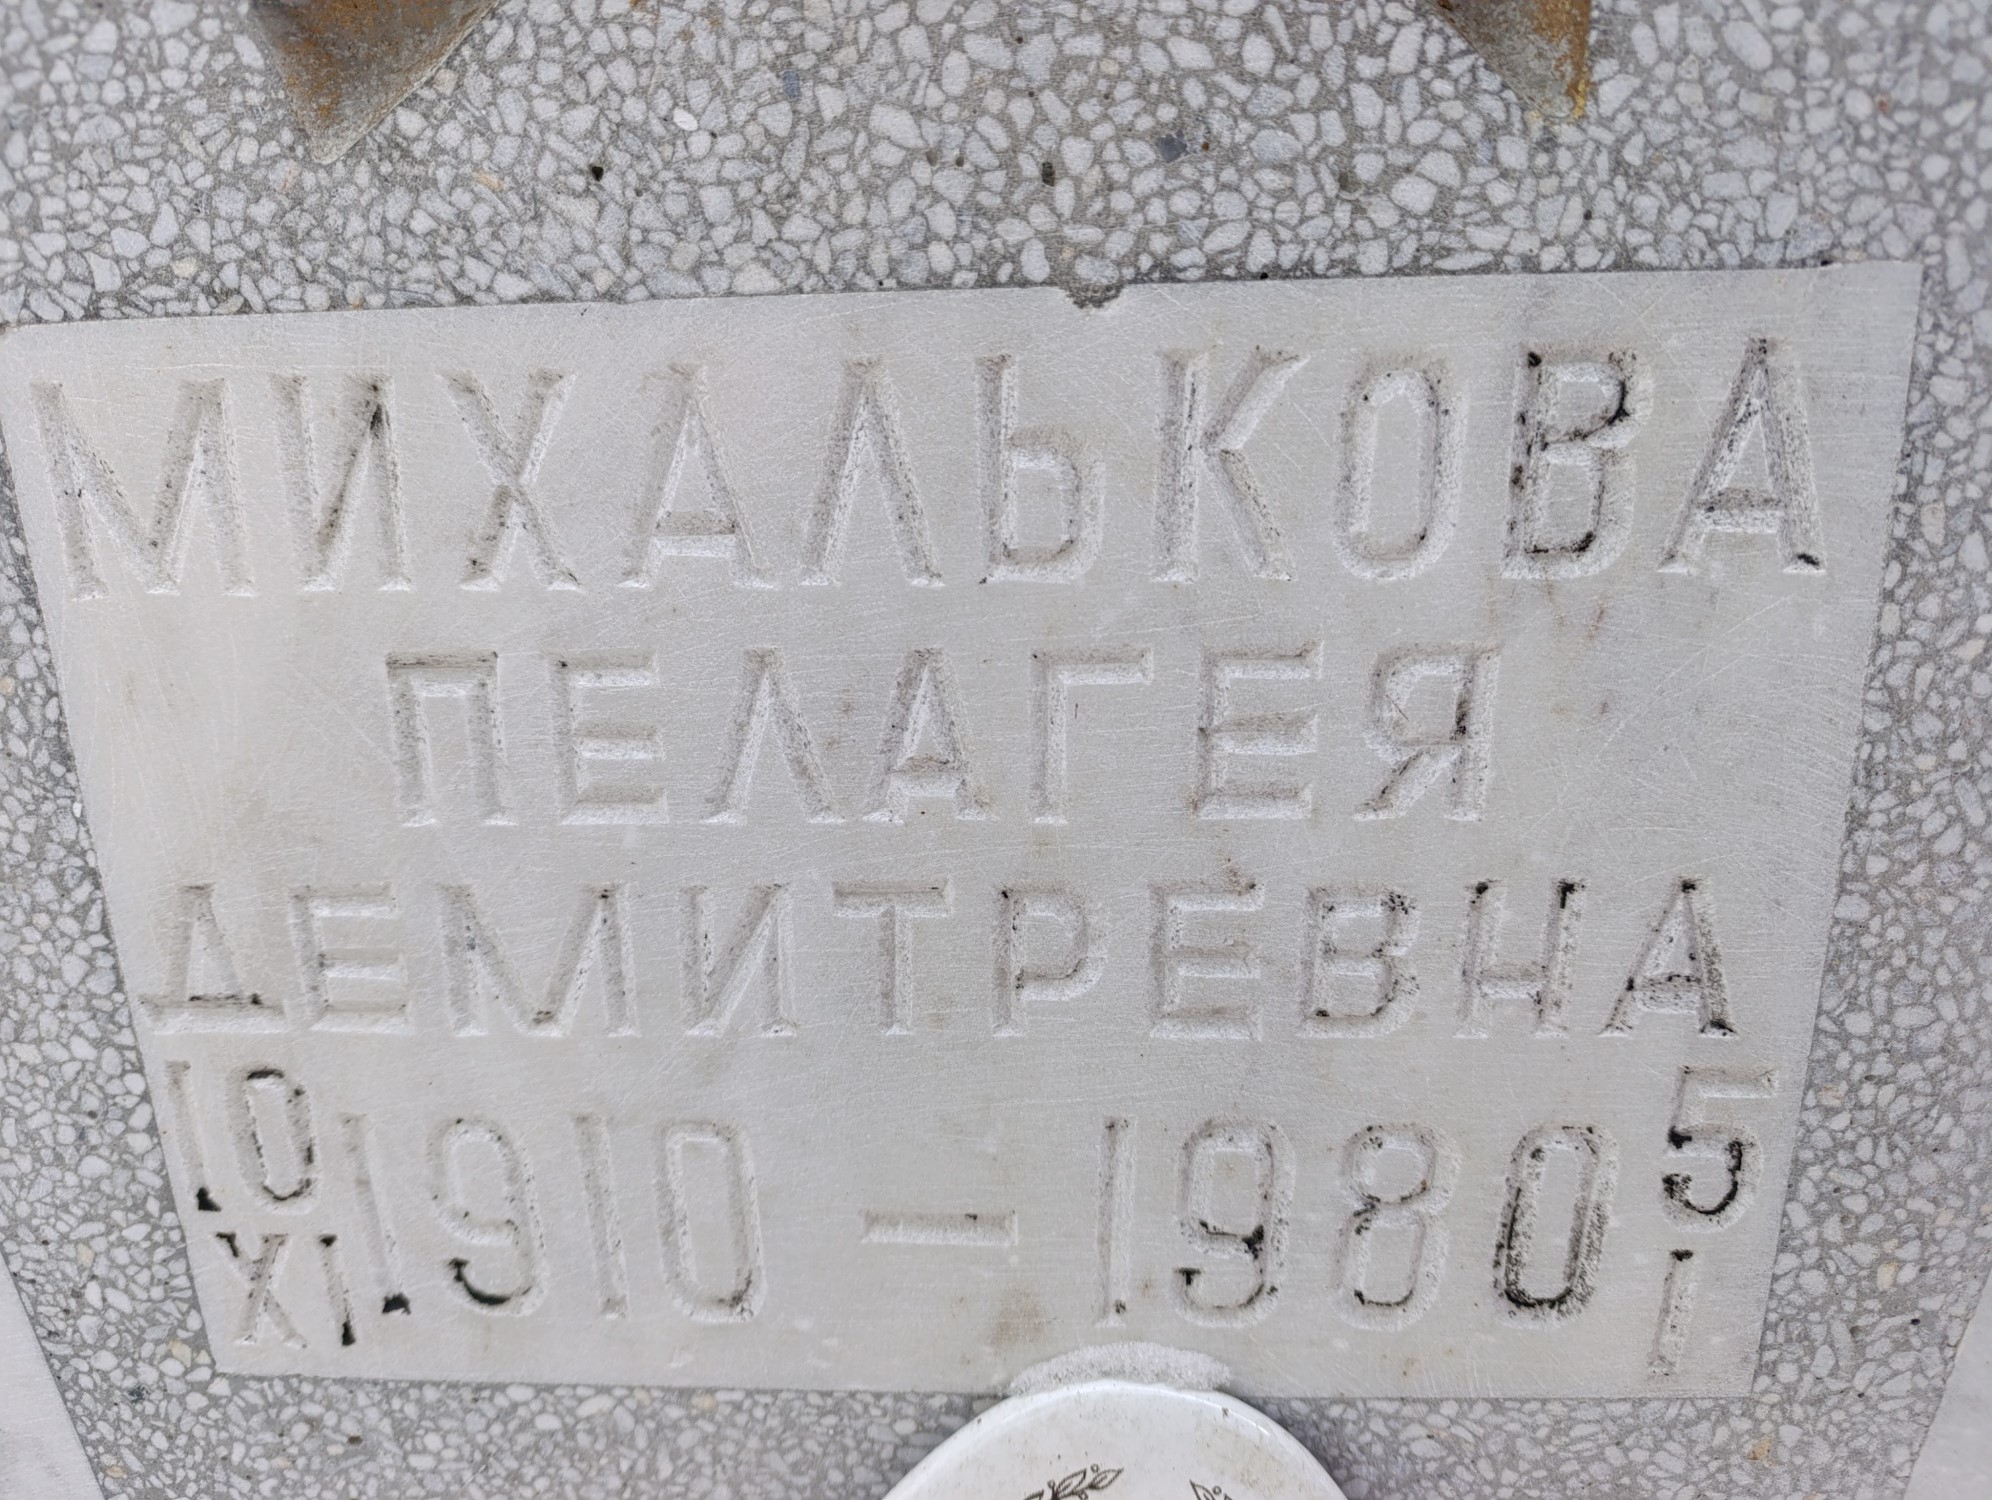 МИХАЛЬКОВА
ПЕЛАГЕЯ
ДЕМИТРЕВНА
10 XI 1910 — 1980 5 I